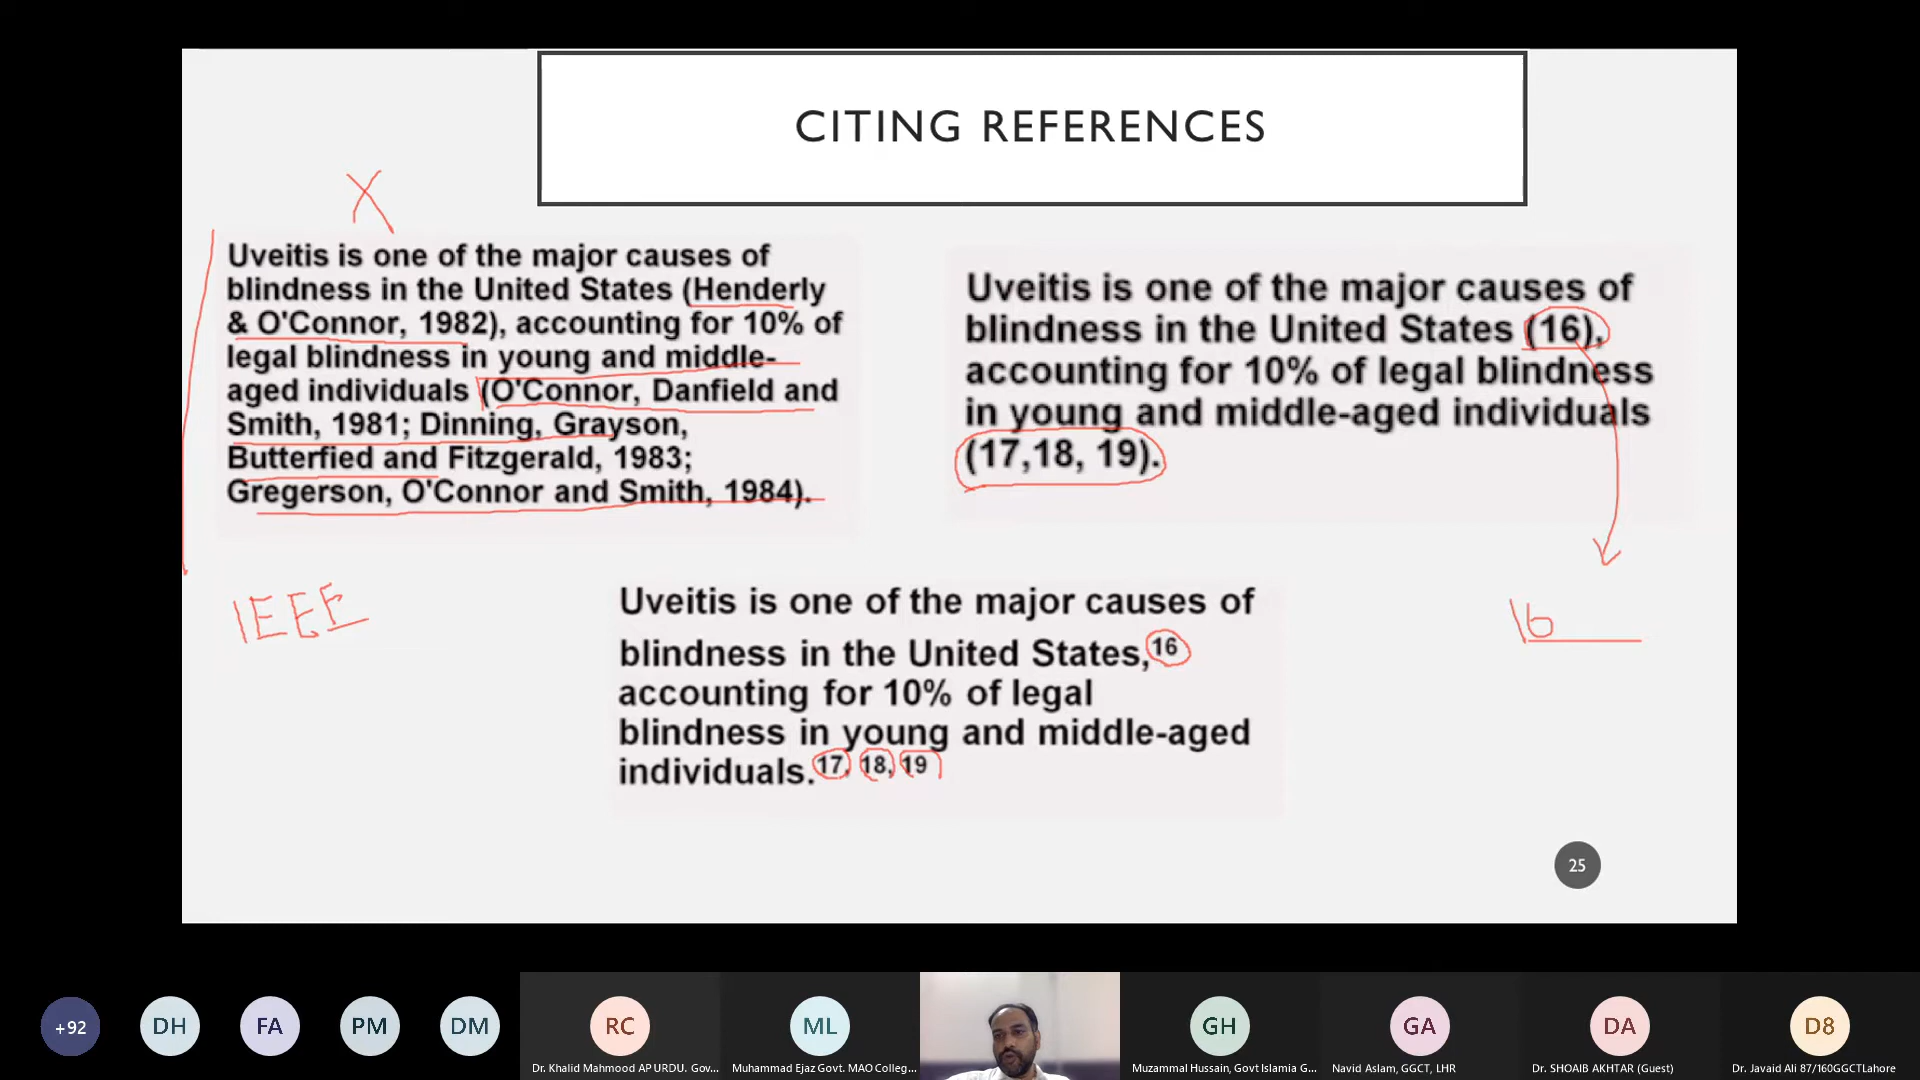 CITING REFERENCES
X
Uveitis is one of the major causes of
blindness in the United States (Henderly
& O'Connor, 1982), accounting for 10% of
legal blindness in young and middle-
aged individuals (O'Connor, Danfield and
Smith, 1981; Dinning, Grayson,
Butterfied and Fitzgerald, 1983;
Gregerson, O'Connor and Smith, 1984).
Uveitis is one of the major causes of
blindness in the United States (16),
accounting for 10% of legal blindness
in young and middle-aged individuals
(17,18, 19).
IEEE
16
Uveitis is one of the major causes of
blindness in the United States,16
accounting for 10% of legal
blindness in young and middle-aged
individuals.17, 18, 19
25
+92
DH
FA
PM
DM
RC
Dr. Khalid Mahmood AP URDU. Gov...
ML
Muhammad Ejaz Govt. MAO Colleg...
GH
Muzammal Hussain, Govt Islamia G...
GA
Navid Aslam, GGCT, LHR
DA
Dr. SHOAIB AKHTAR (Guest)
D8
Dr. Javaid Ali 87/160GGCTLahore